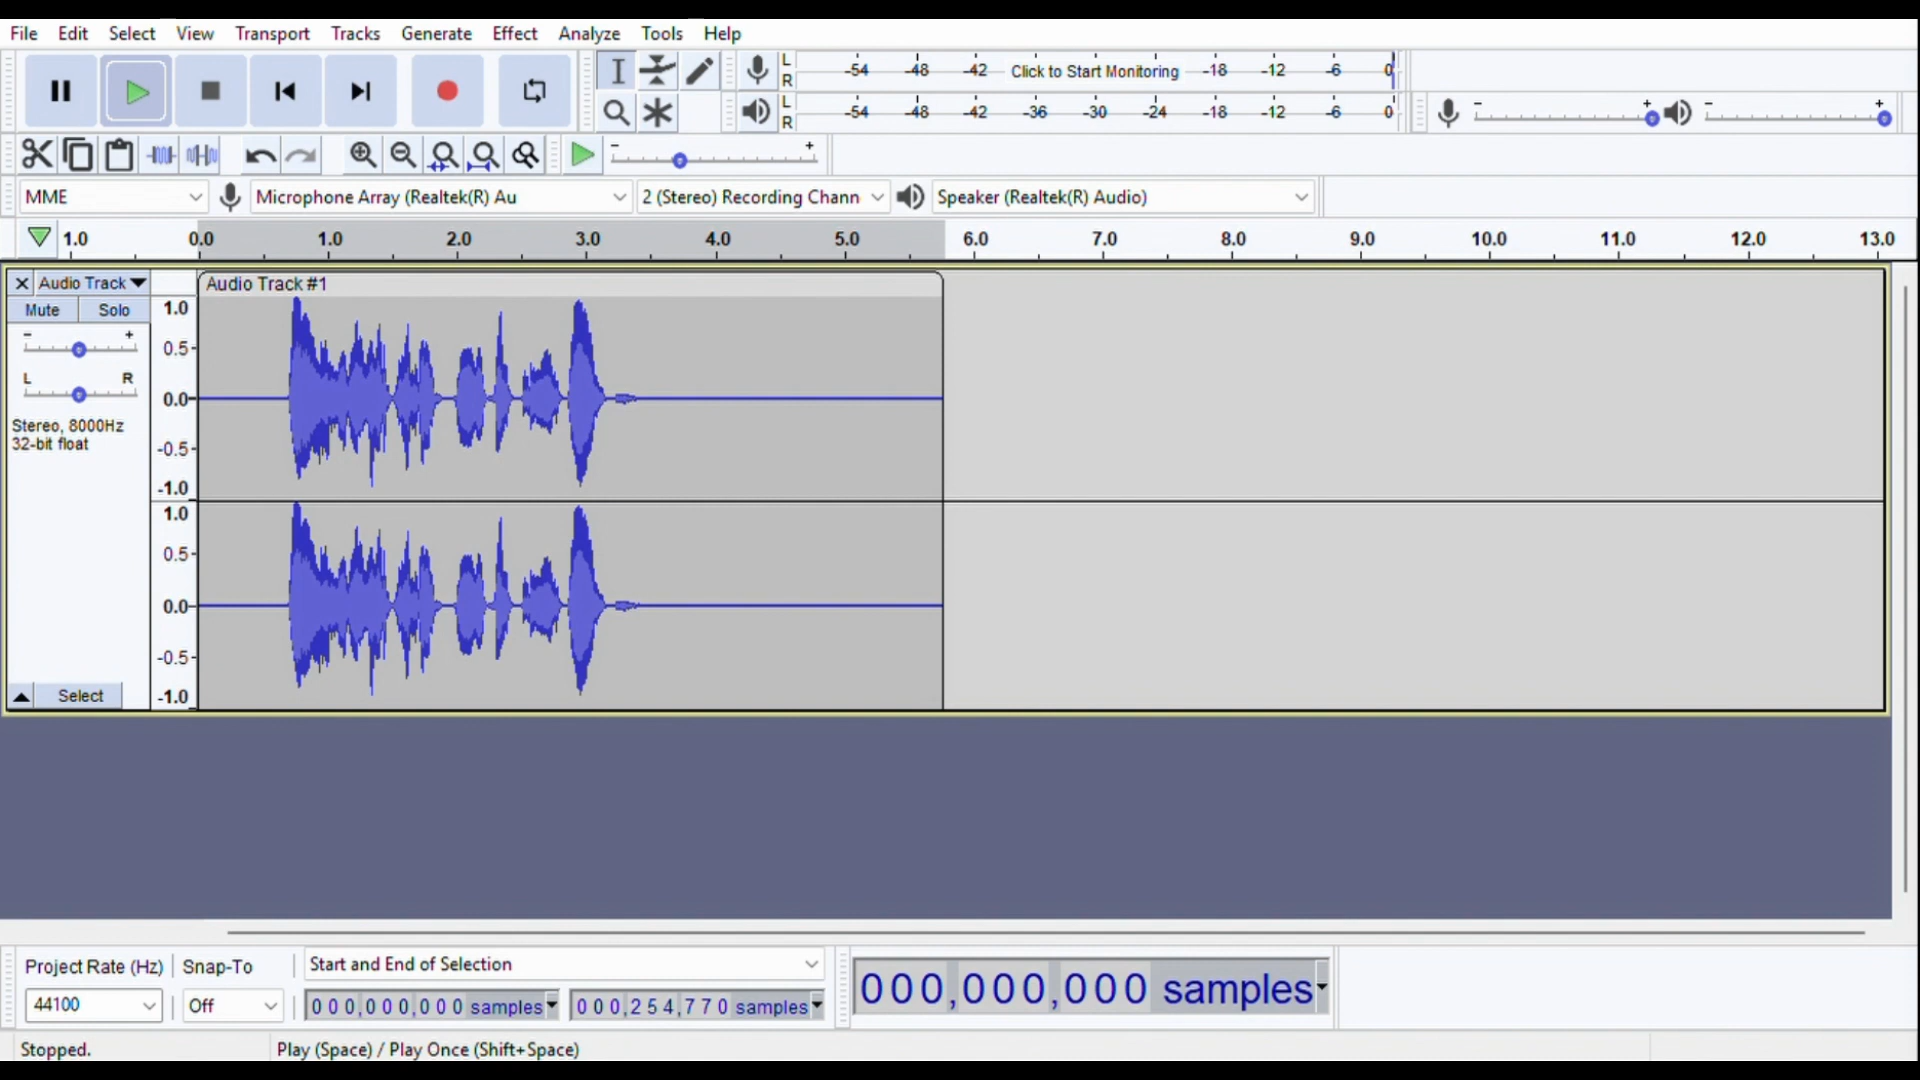 File Edit Select View Transport Tracks Generate Effect Analyze Tools Help
L R -54 -48 -42 Click to Start Monitoring -18 -12 -6 0
L R -54 -48 -42 -36 -30 -24 -18 -12 -6 0 - + - +
- +
MME Microphone Array (Realtek(R) Au 2 (Stereo) Recording Chann Speaker (Realtek(R) Audio)
1.0 0.0 1.0 2.0 3.0 4.0 5.0 6.0 7.0 8.0 9.0 10.0 11.0 12.0 13.0
Audio Track Audio Track #1
Mute Solo
- +
L R
Stereo, 8000Hz
32-bit float
1.0
0.5
0.0
-0.5
-1.0
1.0
0.5
0.0
-0.5
-1.0
Select
Project Rate (Hz) Snap-To Start and End of Selection
44100 Off 000,000,000 samples 000,254,770 samples 000,000,000 samples
Stopped. Play (Space) / Play Once (Shift+Space)